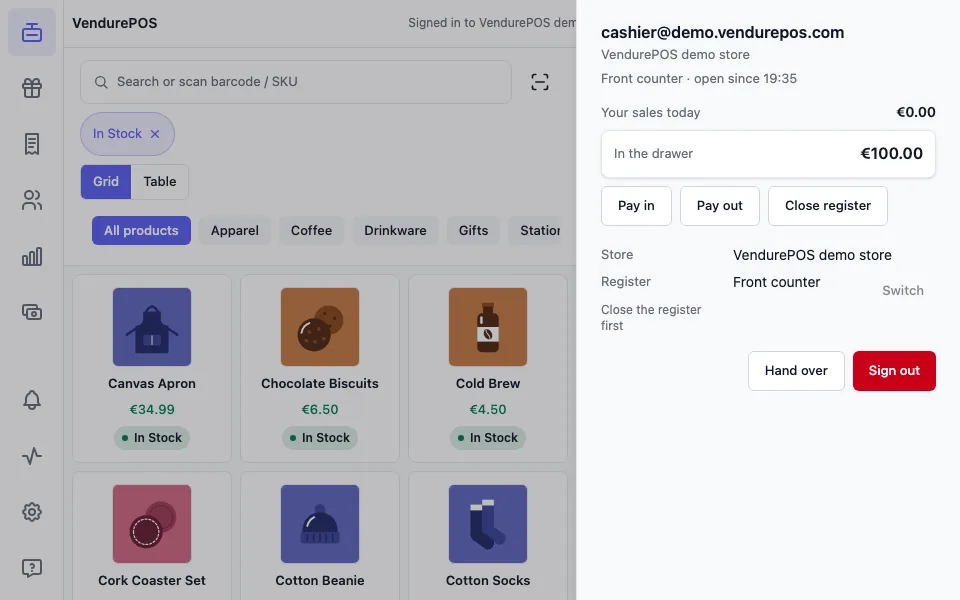 VendurePOS
Signed in to VendurePOS dem
Search or scan barcode / SKU
In Stock
Grid
Table
All products
Apparel
Coffee
Drinkware
Gifts
Station
Canvas Apron
€34.99
In Stock
Chocolate Biscuits
€6.50
In Stock
Cold Brew
€4.50
In Stock
Cork Coaster Set
Cotton Beanie
Cotton Socks
cashier@demo.vendurepos.com
VendurePOS demo store
Front counter · open since 19:35
Your sales today €0.00
In the drawer €100.00
Pay in
Pay out
Close register
Store VendurePOS demo store
Register Front counter
Switch
Close the register
first
Hand over
Sign out